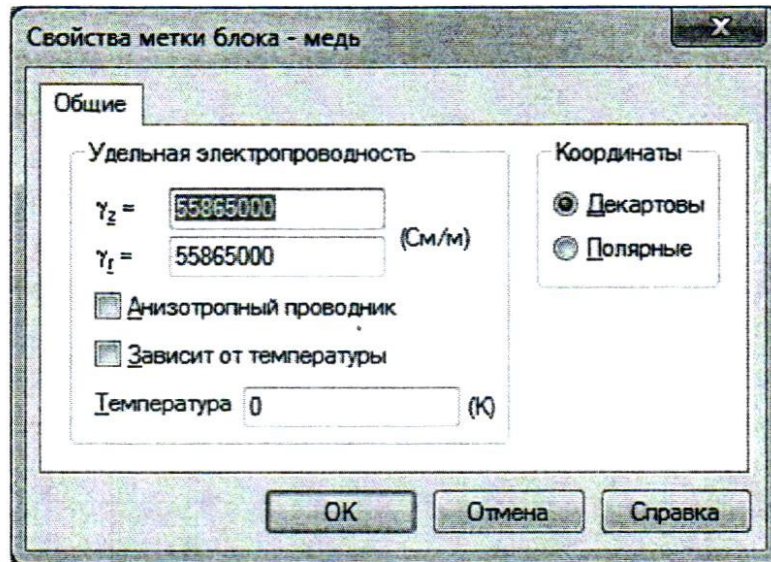 Свойства метки блока - медь
Общие
Удельная электропроводность
γz = 55865000
(См/м)
γr = 55865000
Анизотропный проводник
Зависит от температуры
Температура 0 (K)
Координаты
Декартовы
Полярные
OK Отмена Справка